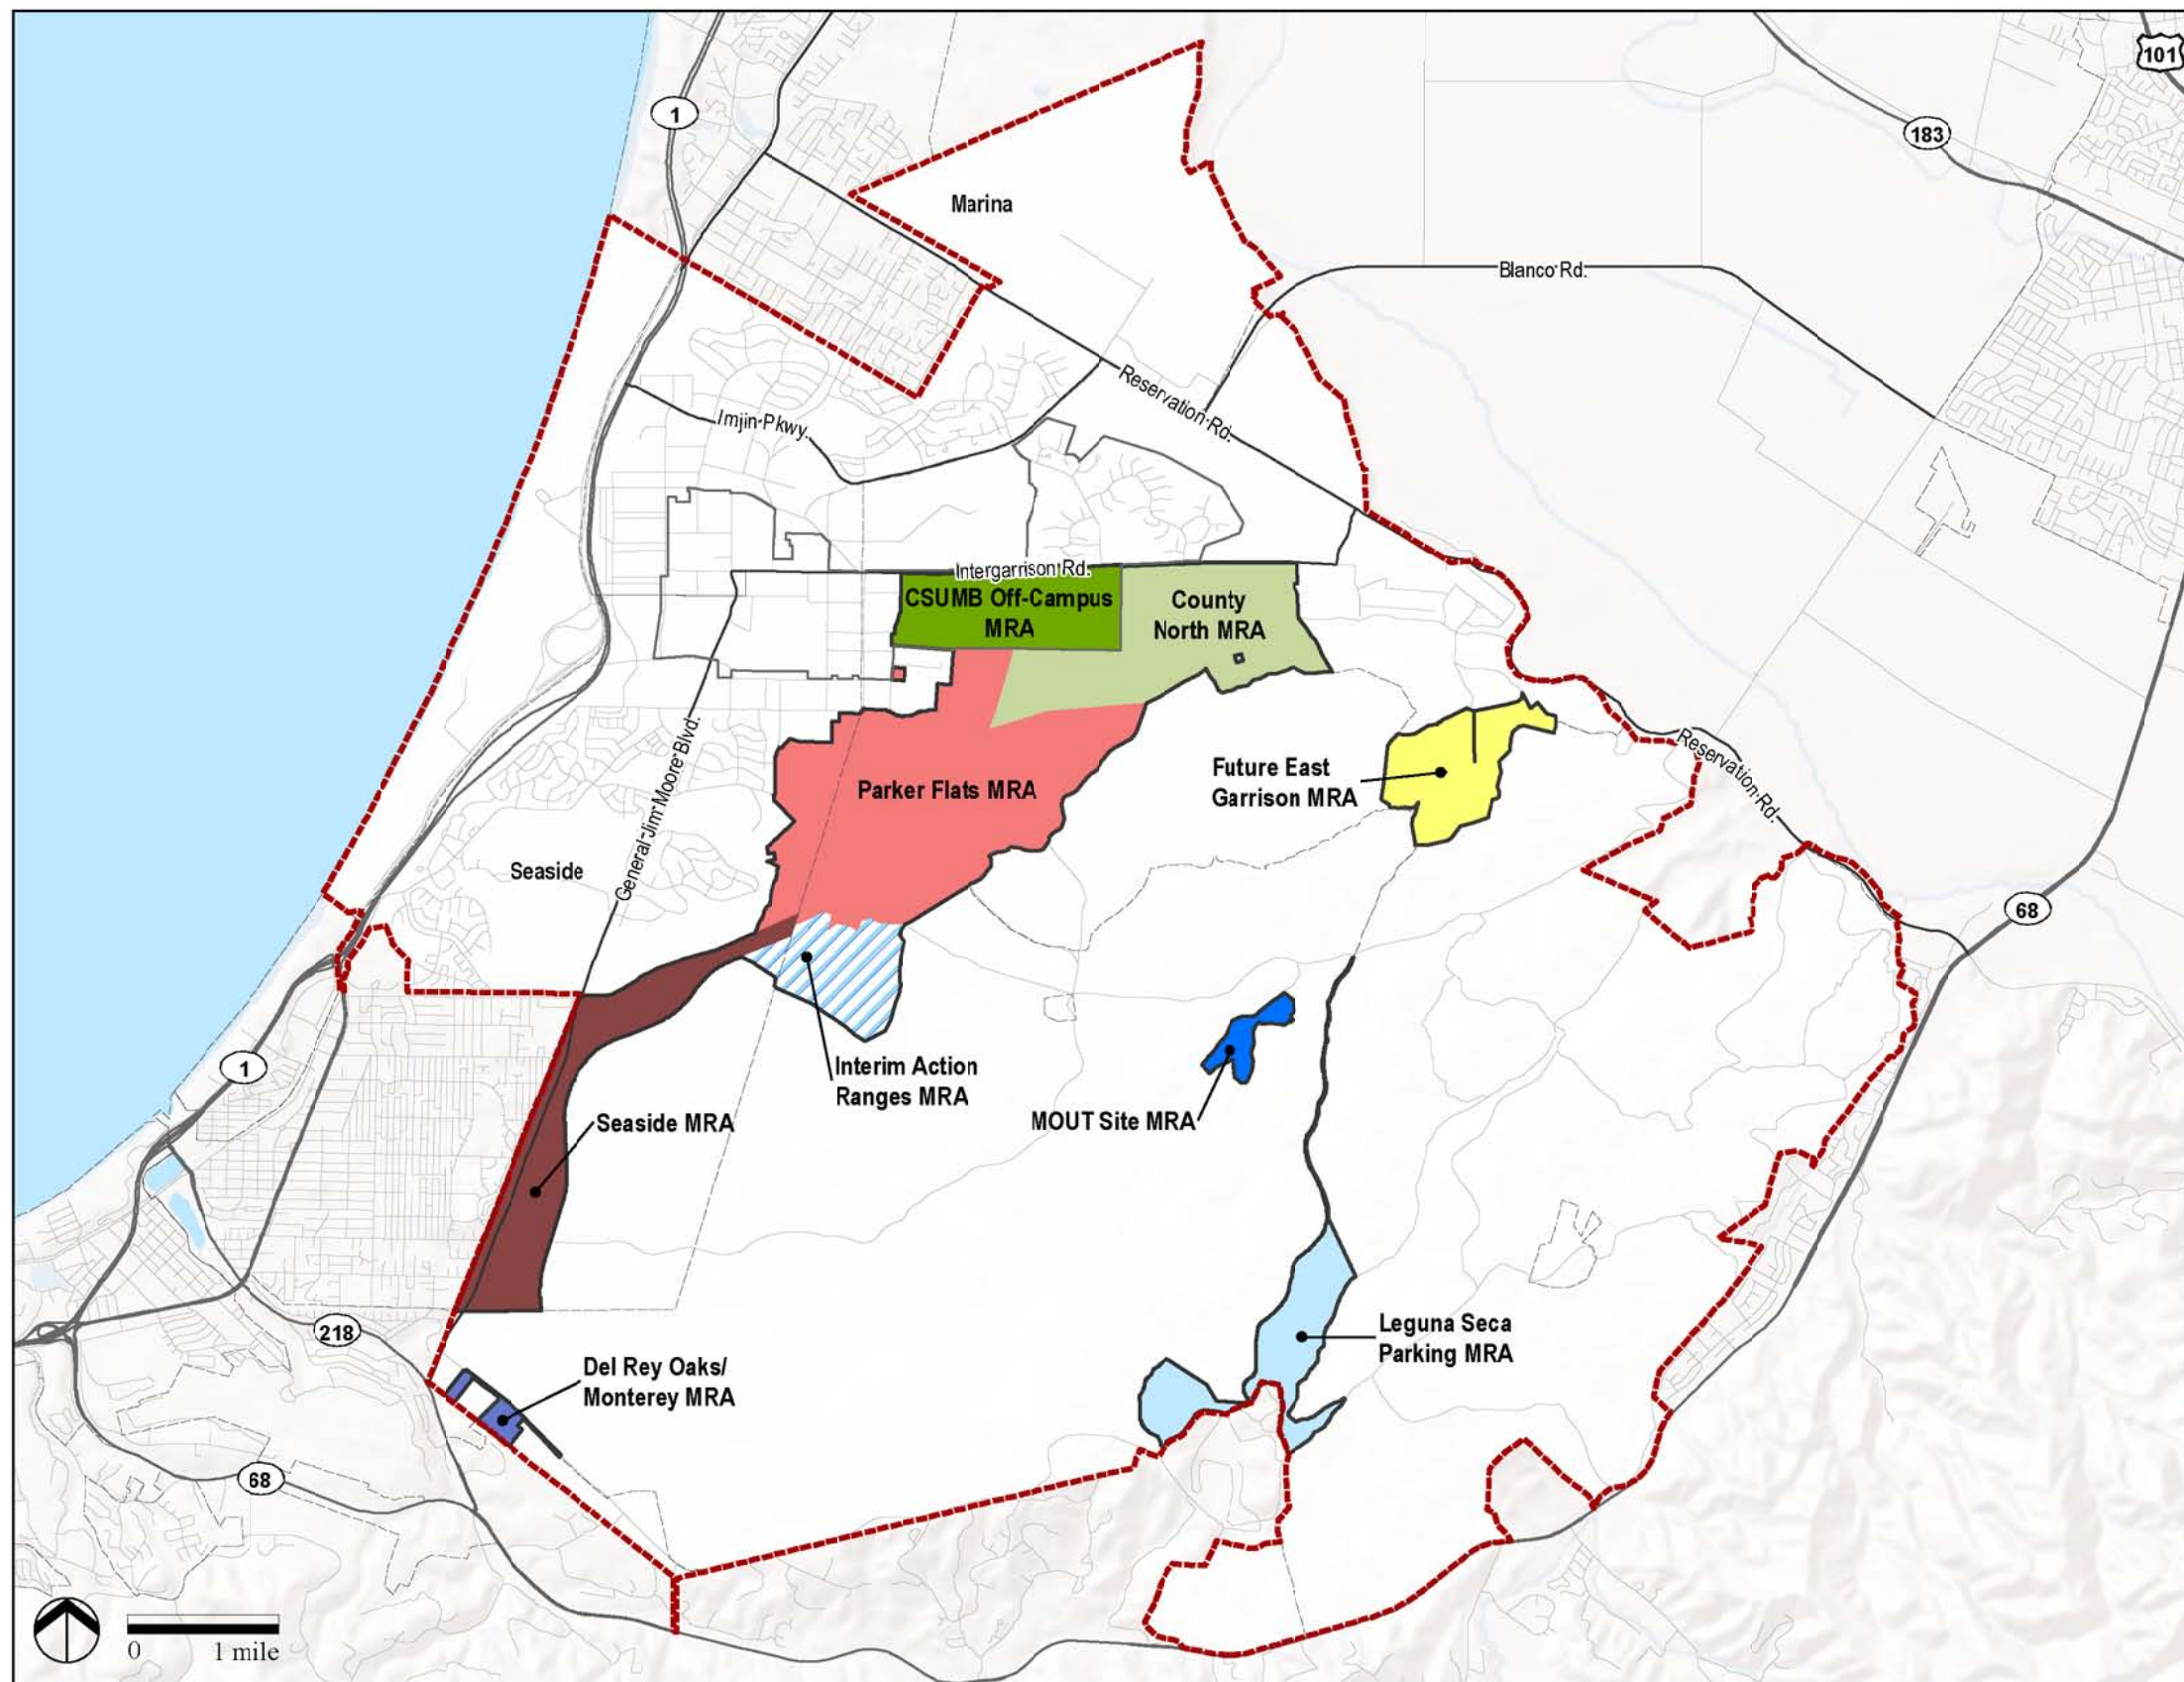 101
1
183
Marina
Blanco Rd.
Reservation Rd.
Imjin Pkwy.
Intergarrison Rd.
CSUMB Off-Campus
MRA
County
North MRA
General Jim Moore Blvd.
Reservation Rd.
Future East
Garrison MRA
Parker Flats MRA
Seaside
68
1
Interim Action
Ranges MRA
Seaside MRA
MOUT Site MRA
218
Leguna Seca
Parking MRA
Del Rey Oaks/
Monterey MRA
68
0 1 mile